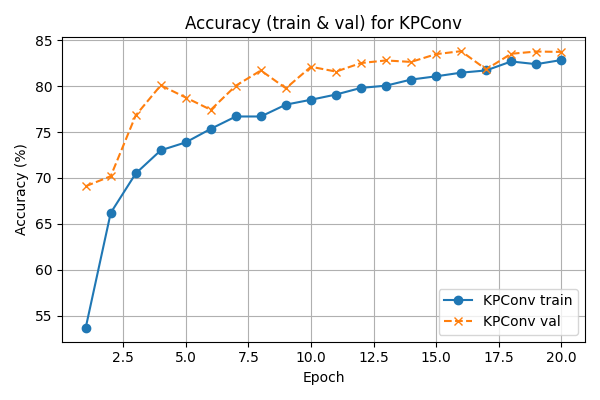 Accuracy (train & val) for KPConv
85
80
75
70
65
60
55
Accuracy (%)
2.5 5.0 7.5 10.0 12.5 15.0 17.5 20.0
Epoch
KPConv train
KPConv val